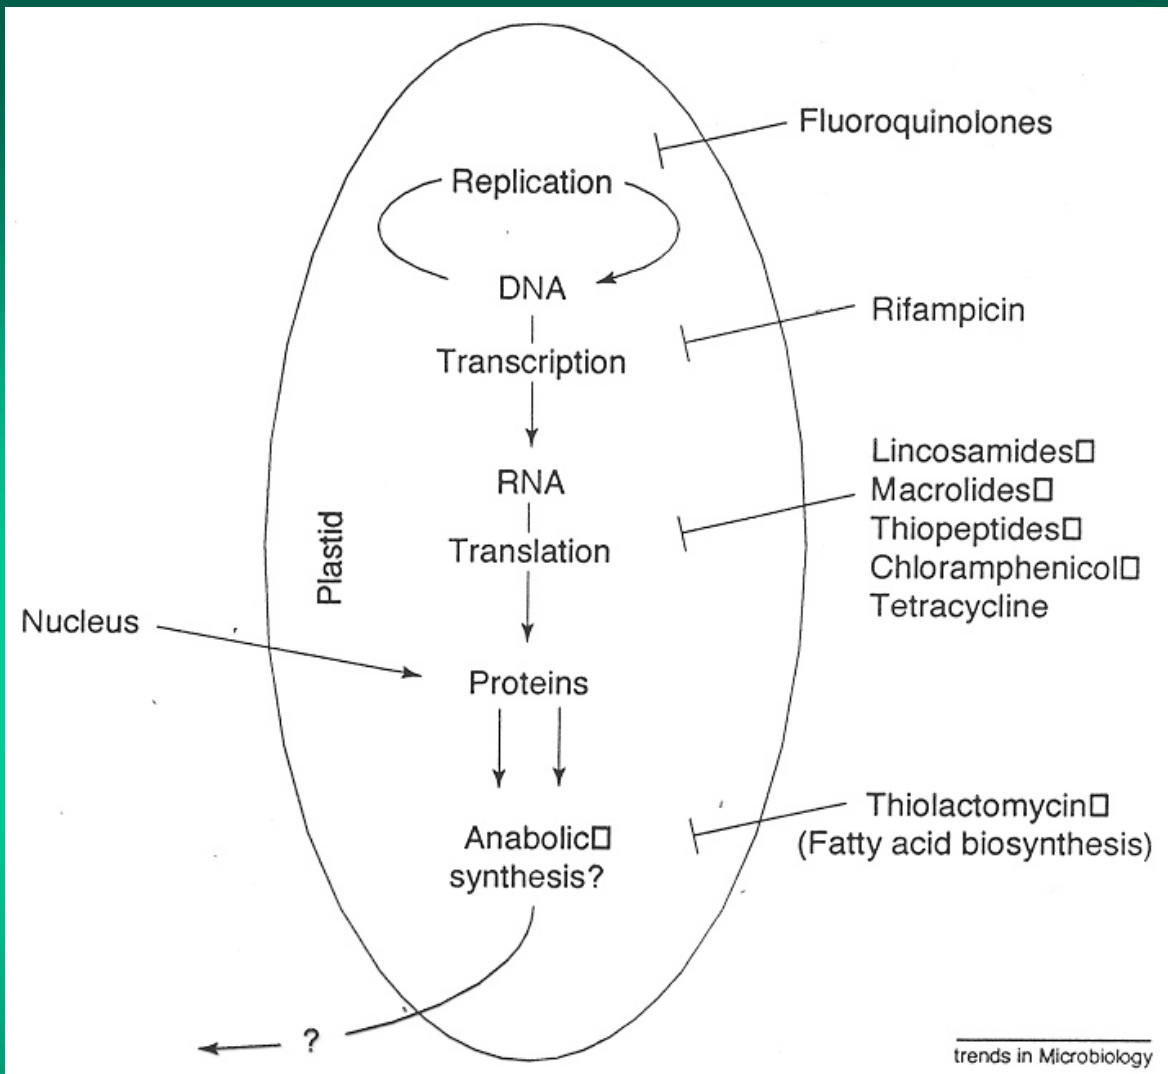 Fluoroquinolones
Replication
DNA
Rifampicin
Transcription
Lincosamides□
Macrolides□
Thiopeptides□
Chloramphenicol□
Tetracycline
RNA
Translation
Plastid
Nucleus
Proteins
Thiolactomycin□
(Fatty acid biosynthesis)
Anabolic□
synthesis?
?
trends in Microbiology